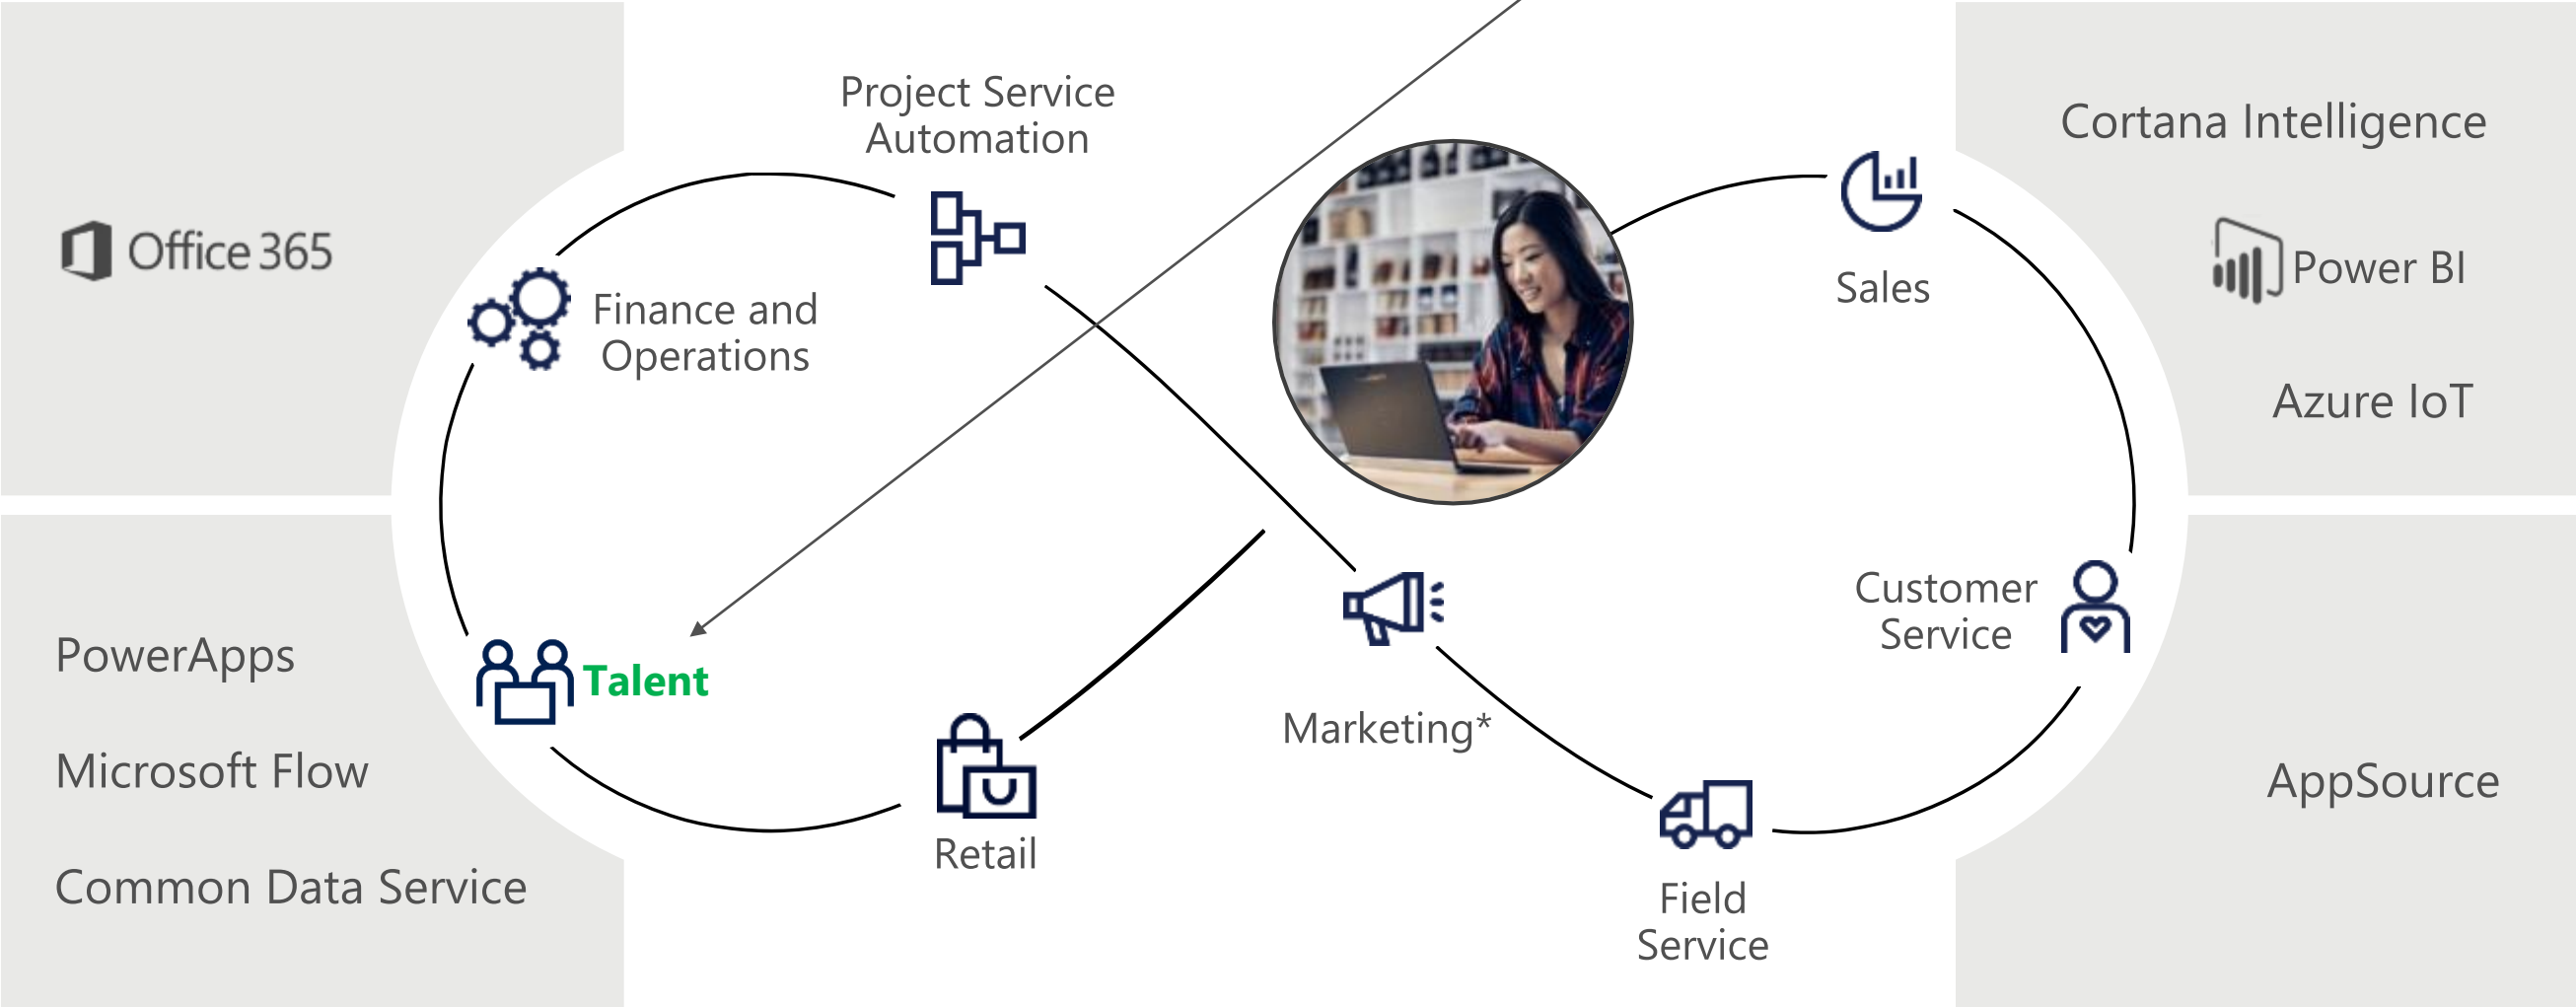 Office 365
Project Service
Automation
Finance and
Operations
Talent
Retail
PowerApps
Microsoft Flow
Common Data Service
Sales
Marketing*
Customer
Service
Field
Service
Cortana Intelligence
Power BI
Azure IoT
AppSource